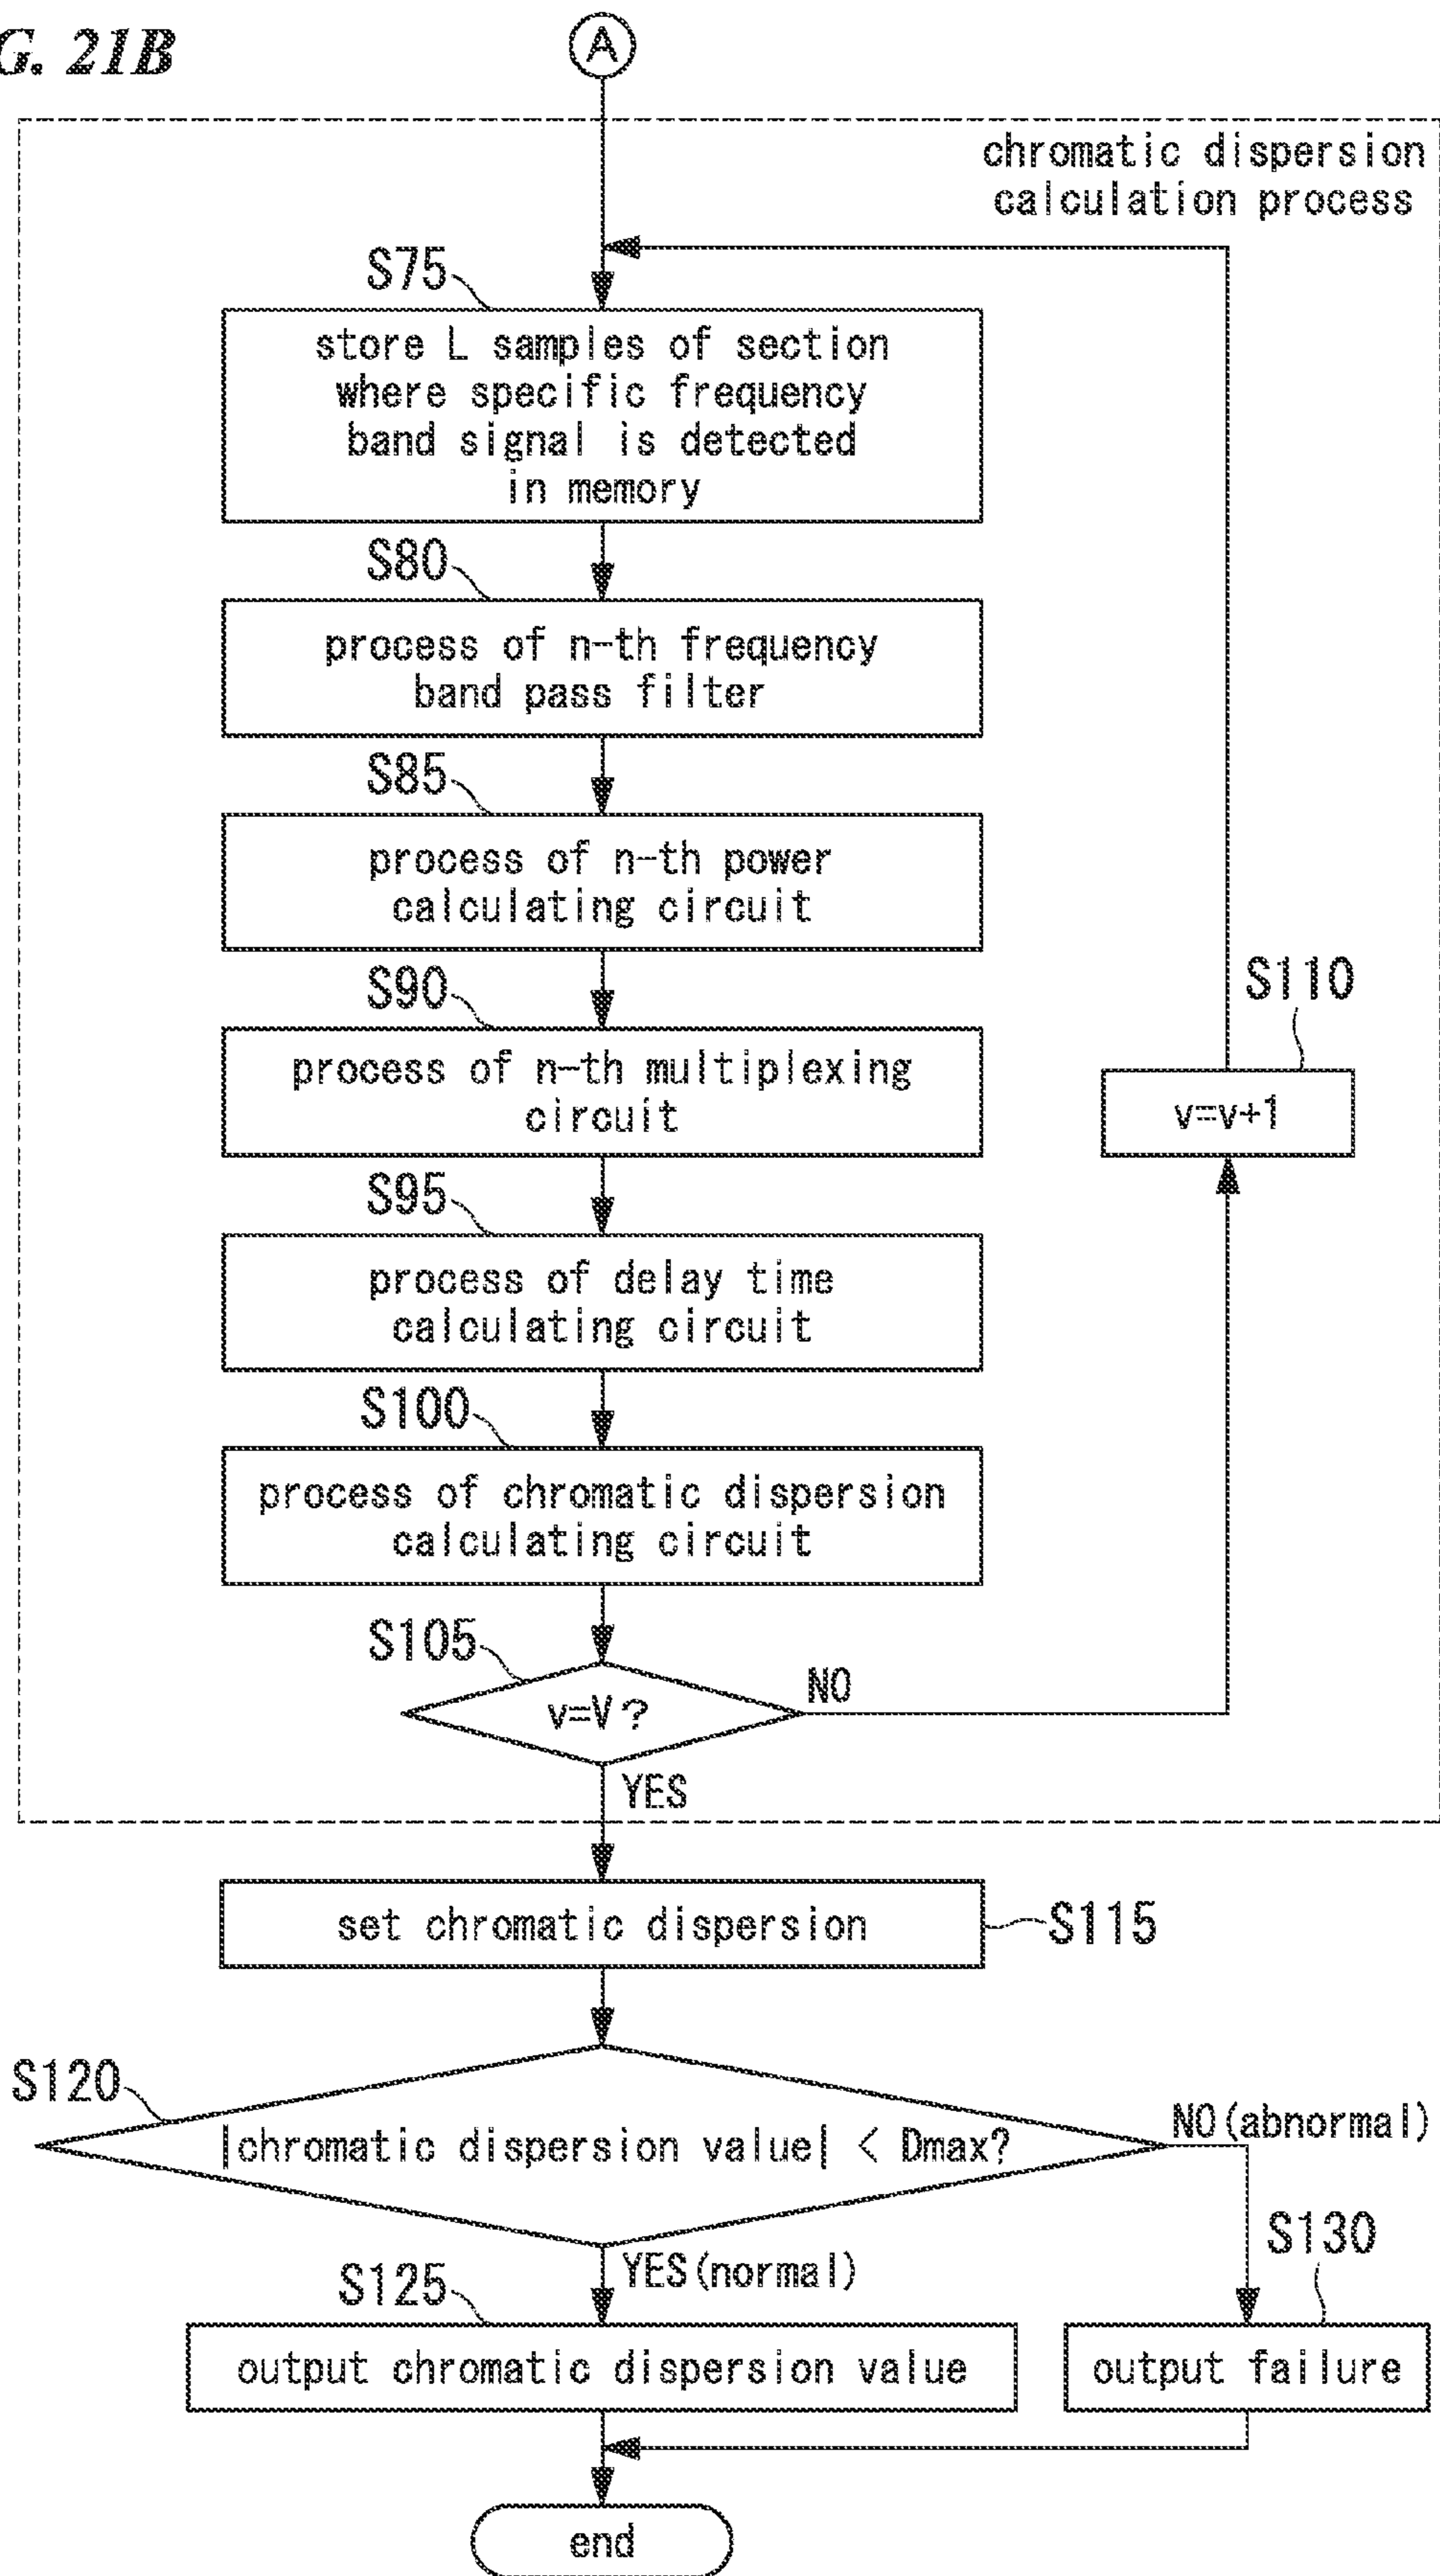 G. 21B
A
chromatic dispersion
calculation process
S75
store L samples of section
where specific frequency
band signal is detected
in memory
S80
process of n-th frequency
band pass filter
S85
process of n-th power
calculating circuit
S90
process of n-th multiplexing
circuit
S110
v=v+1
S95
process of delay time
calculating circuit
S100
process of chromatic dispersion
calculating circuit
S105
v=V?
NO
YES
set chromatic dispersion
S115
S120
|chromatic dispersion value| < Dmax?
NO(abnormal)
YES(normal)
S125
S130
output chromatic dispersion value
output failure
end